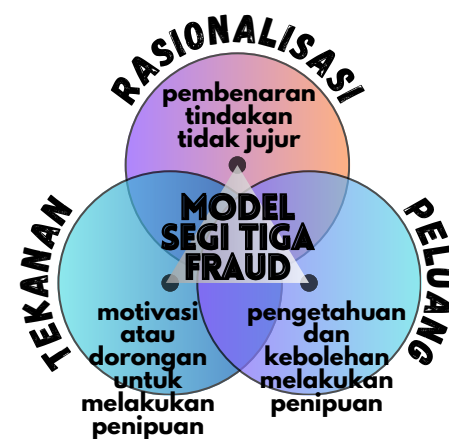 RASIONALISASI
pembenaran
tindakan
tidak jujur
MODEL
SEGI TIGA
FRAUD
TEKANAN
motivasi
atau
dorongan
untuk
melakukan
penipuan
PELUANG
pengetahuan
dan
kebolehan
melakukan
penipuan